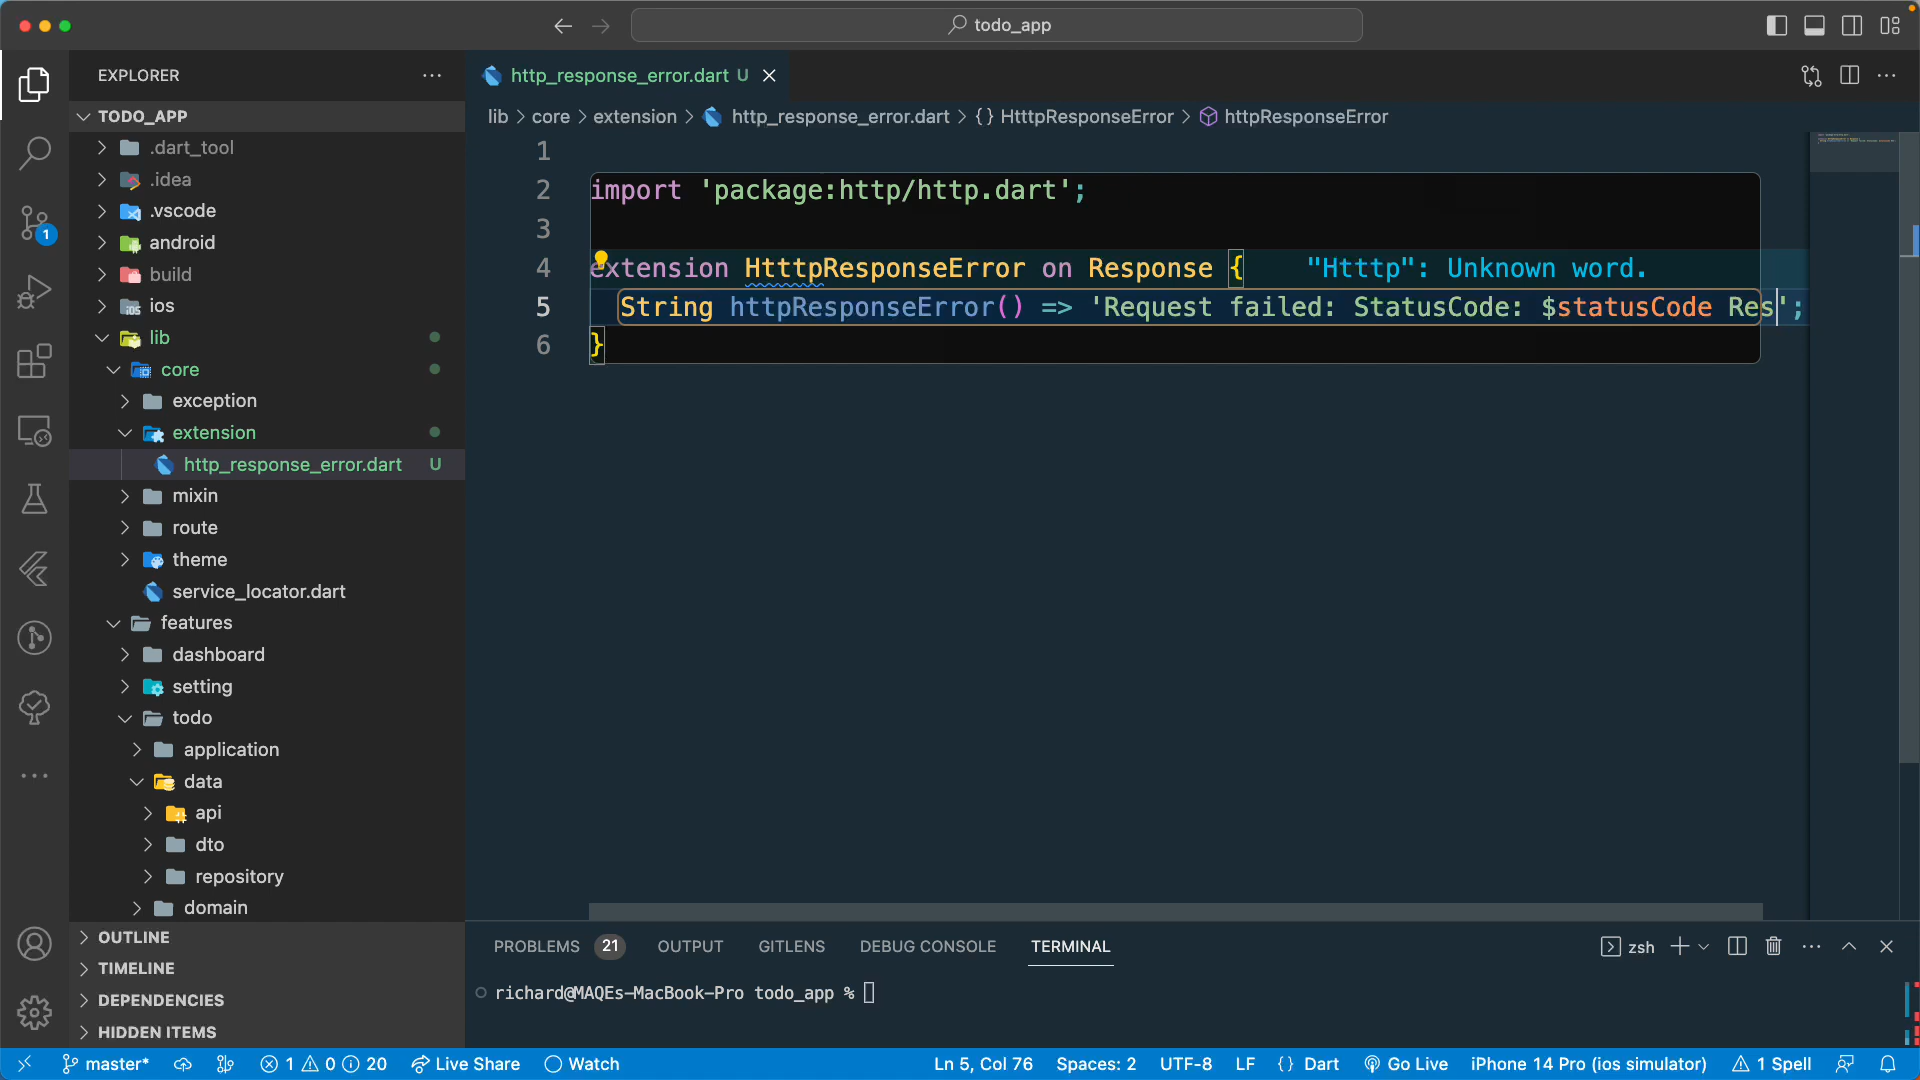 todo_app
EXPLORER
TODO_APP
.dart_tool
.idea
.vscode
android
build
ios
lib
core
exception
extension
http_response_error.dart U
mixin
route
theme
service_locator.dart
features
dashboard
setting
todo
application
data
api
dto
repository
domain
OUTLINE
TIMELINE
DEPENDENCIES
HIDDEN ITEMS
1
http_response_error.dart U
lib > core > extension > http_response_error.dart > {} HtttpResponseError > httpResponseError
1
2 import 'package:http/http.dart';
3
4 extension HtttpResponseError on Response { "Htttp": Unknown word.
5 String httpResponseError() => 'Request failed: StatusCode: $statusCode Res';
6 }
PROBLEMS 21 OUTPUT GITLENS DEBUG CONSOLE TERMINAL zsh
richard@MAQEs-MacBook-Pro todo_app %
master* 1 0 20 Live Share Watch Ln 5, Col 76 Spaces: 2 UTF-8 LF {} Dart Go Live iPhone 14 Pro (ios simulator) 1 Spell